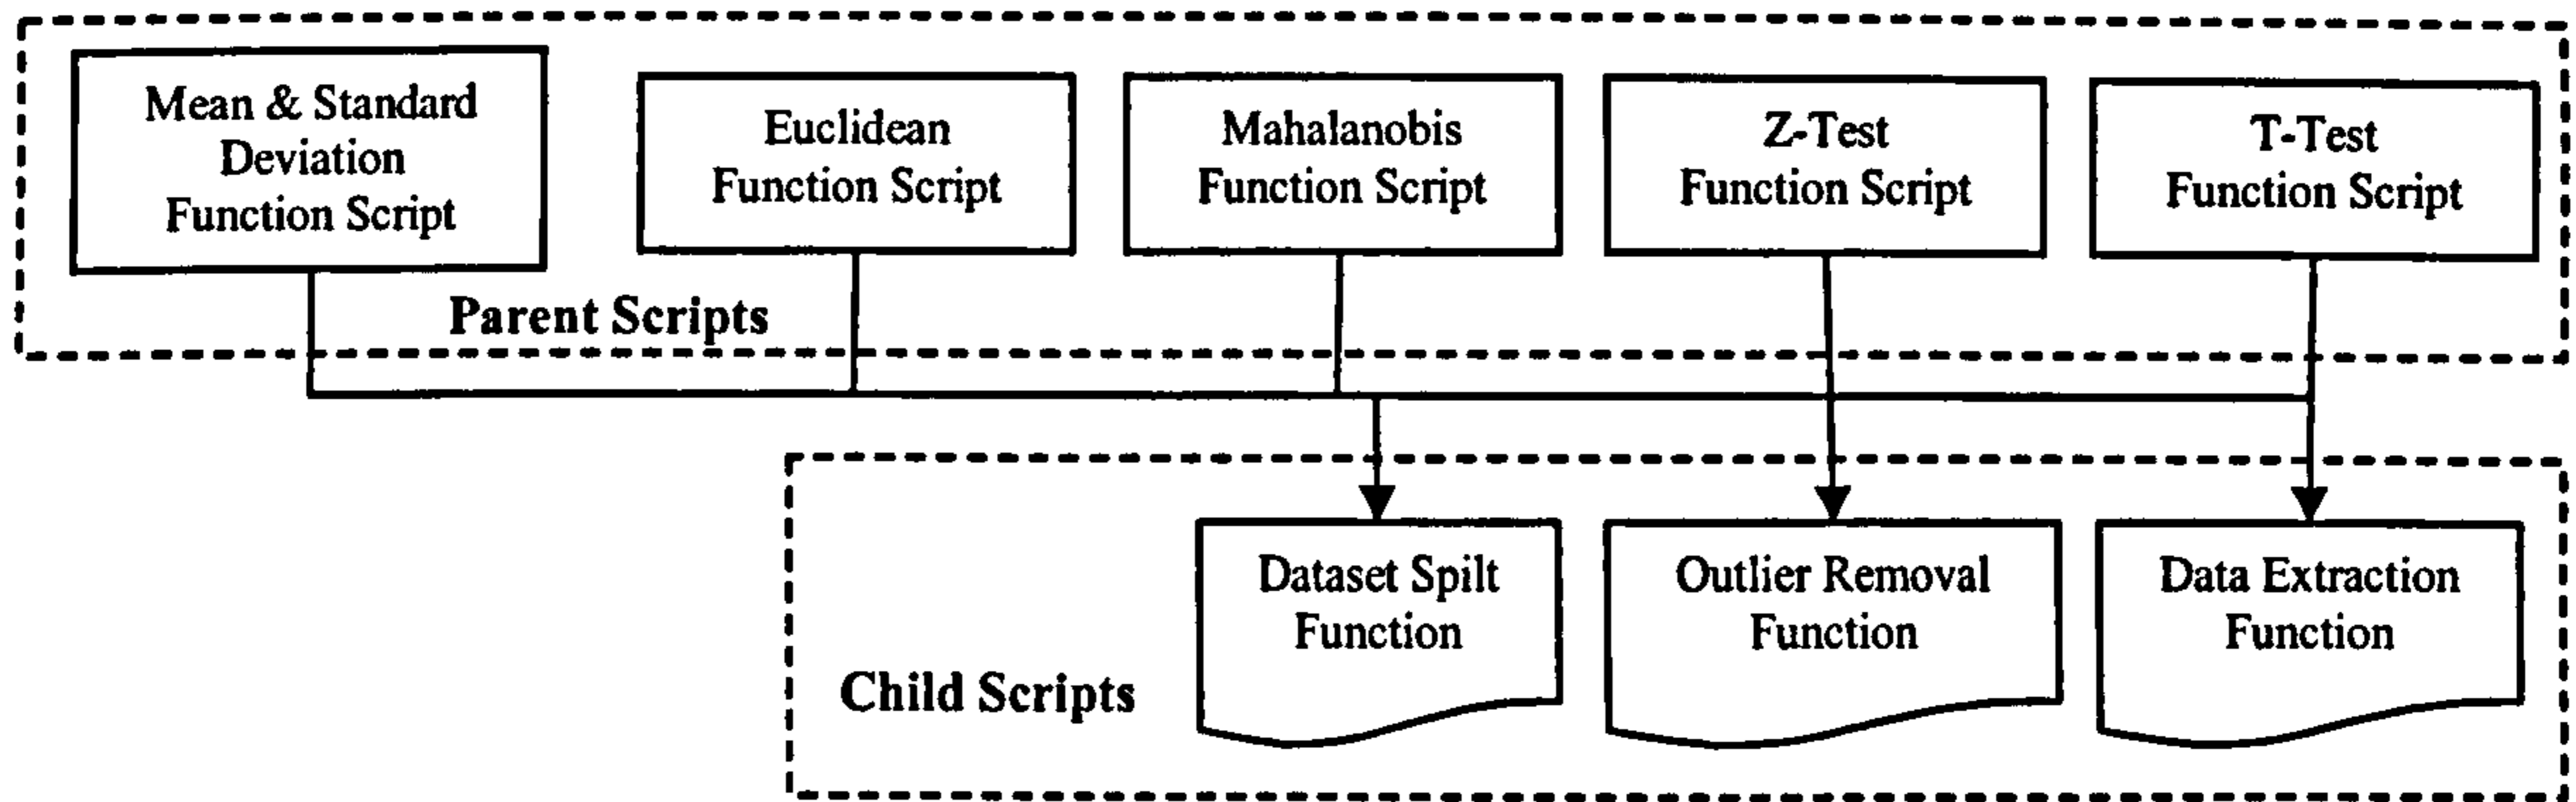 Mean & Standard
Deviation
Function Script
Euclidean
Function Script
Mahalanobis
Function Script
Z-Test
Function Script
T-Test
Function Script
Parent Scripts
Dataset Spilt
Function
Outlier Removal
Function
Data Extraction
Function
Child Scripts